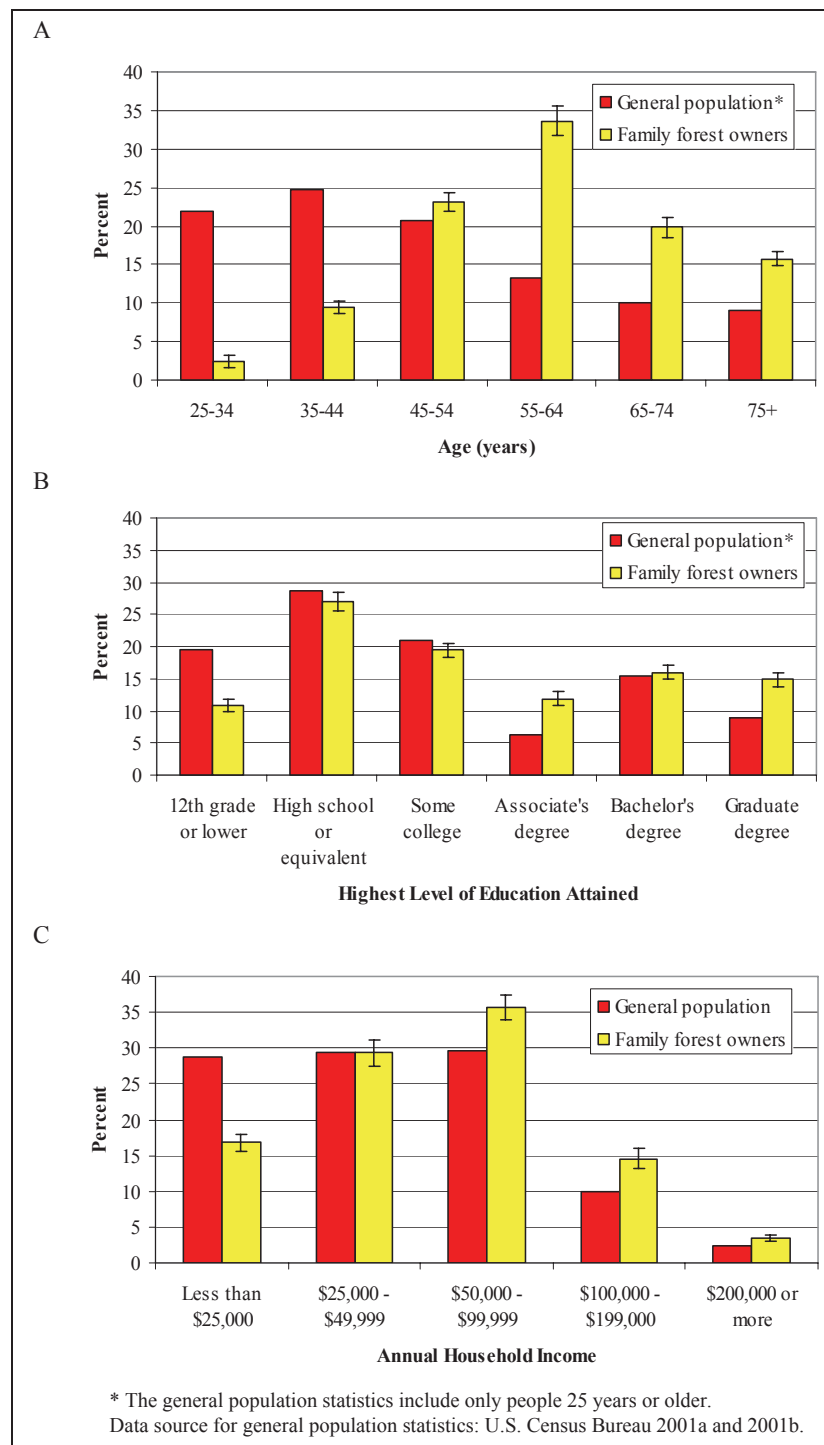 A
40
35
30
25
20
15
10
5
0
Percent
General population*
Family forest owners
25-34 35-44 45-54 55-64 65-74 75+
Age (years)
B
40
35
30
25
20
15
10
5
0
Percent
General population*
Family forest owners
12th grade
or lower
High school
or
equivalent
Some
college
Associate's
degree
Bachelor's
degree
Graduate
degree
Highest Level of Education Attained
C
40
35
30
25
20
15
10
5
0
Percent
General population
Family forest owners
Less than
$25,000
$25,000 -
$49,999
$50,000 -
$99,999
$100,000 -
$199,000
$200,000 or
more
Annual Household Income
* The general population statistics include only people 25 years or older.
Data source for general population statistics: U.S. Census Bureau 2001a and 2001b.